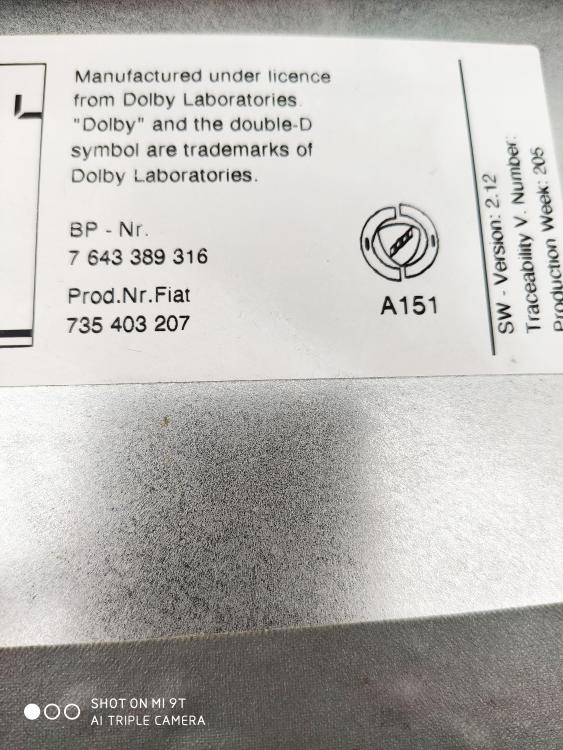 Manufactured under licence
from Dolby Laboratories.
"Dolby" and the double-D
symbol are trademarks of
Dolby Laboratories.
BP - Nr.
7 643 389 316
Prod.Nr.Fiat
735 403 207
A151
SW - Version: 2.12
Traceability V. Number:
Production Week: 205
SHOT ON MI 9T
AI TRIPLE CAMERA